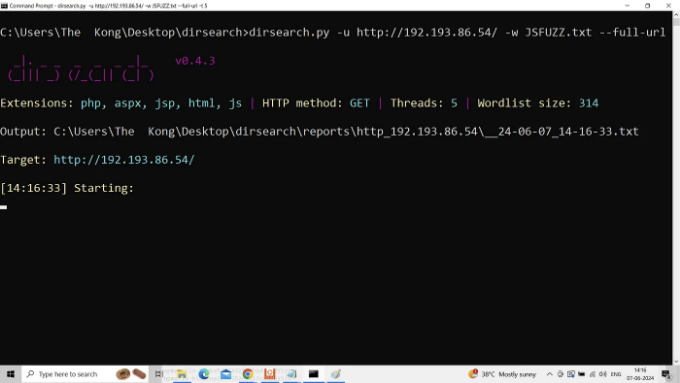 Command Prompt - dirsearch.py -u http://192.193.86.54/ -w JSFUZZ.txt --full-url -t 5
C:\Users\The Kong\Desktop\dirsearch>dirsearch.py -u http://192.193.86.54/ -w JSFUZZ.txt --full-url
v0.4.3
Extensions: php, aspx, jsp, html, js | HTTP method: GET | Threads: 5 | Wordlist size: 314
Output: C:\Users\The Kong\Desktop\dirsearch\reports\http_192.193.86.54\__24-06-07_14-16-33.txt
Target: http://192.193.86.54/
[14:16:33] Starting:
Type here to search
38°C Mostly sunny
ENG
14:16
07-06-2024